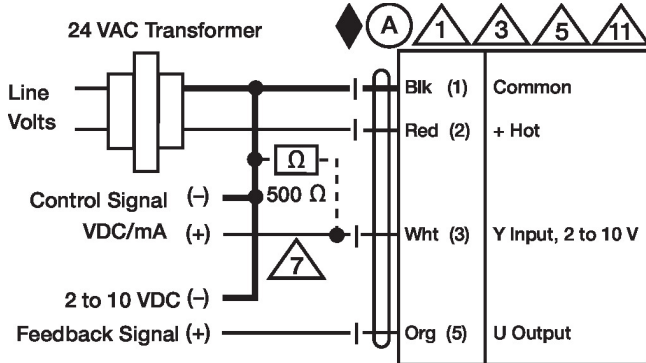 24 VAC Transformer
A 1 3 5 11
Line
Volts
Blk (1) Common
Red (2) + Hot
Ω
500 Ω
Control Signal (–)
VDC/mA (+)
Wht (3) Y Input, 2 to 10 V
7
2 to 10 VDC (–)
Feedback Signal (+)
Org (5) U Output